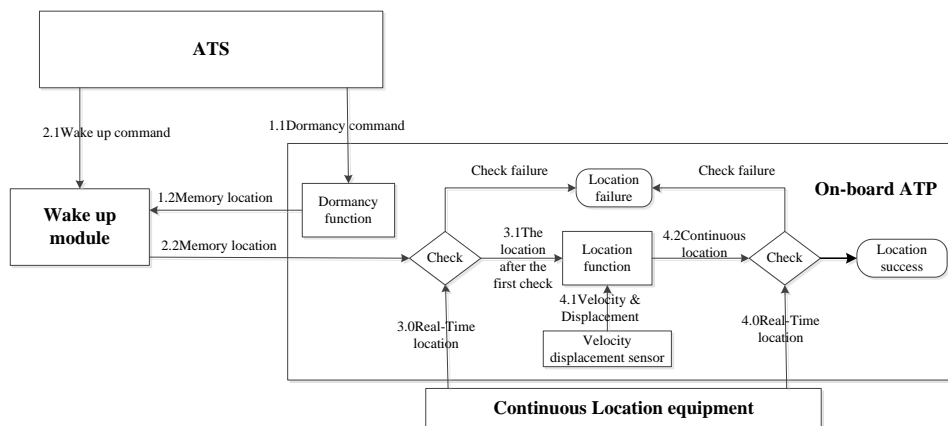 ATS
2.1Wake up command
1.1Dormancy command
On-board ATP
Check failure
Location
failure
Check failure
Wake up
module
1.2Memory location
Dormancy
function
2.2Memory location
Check
3.1The
location
after the
first check
Location
function
4.2Continuous
location
Check
Location
success
3.0Real-Time
location
4.1Velocity &
Displacement
Velocity
displacement sensor
4.0Real-Time
location
Continuous Location equipment